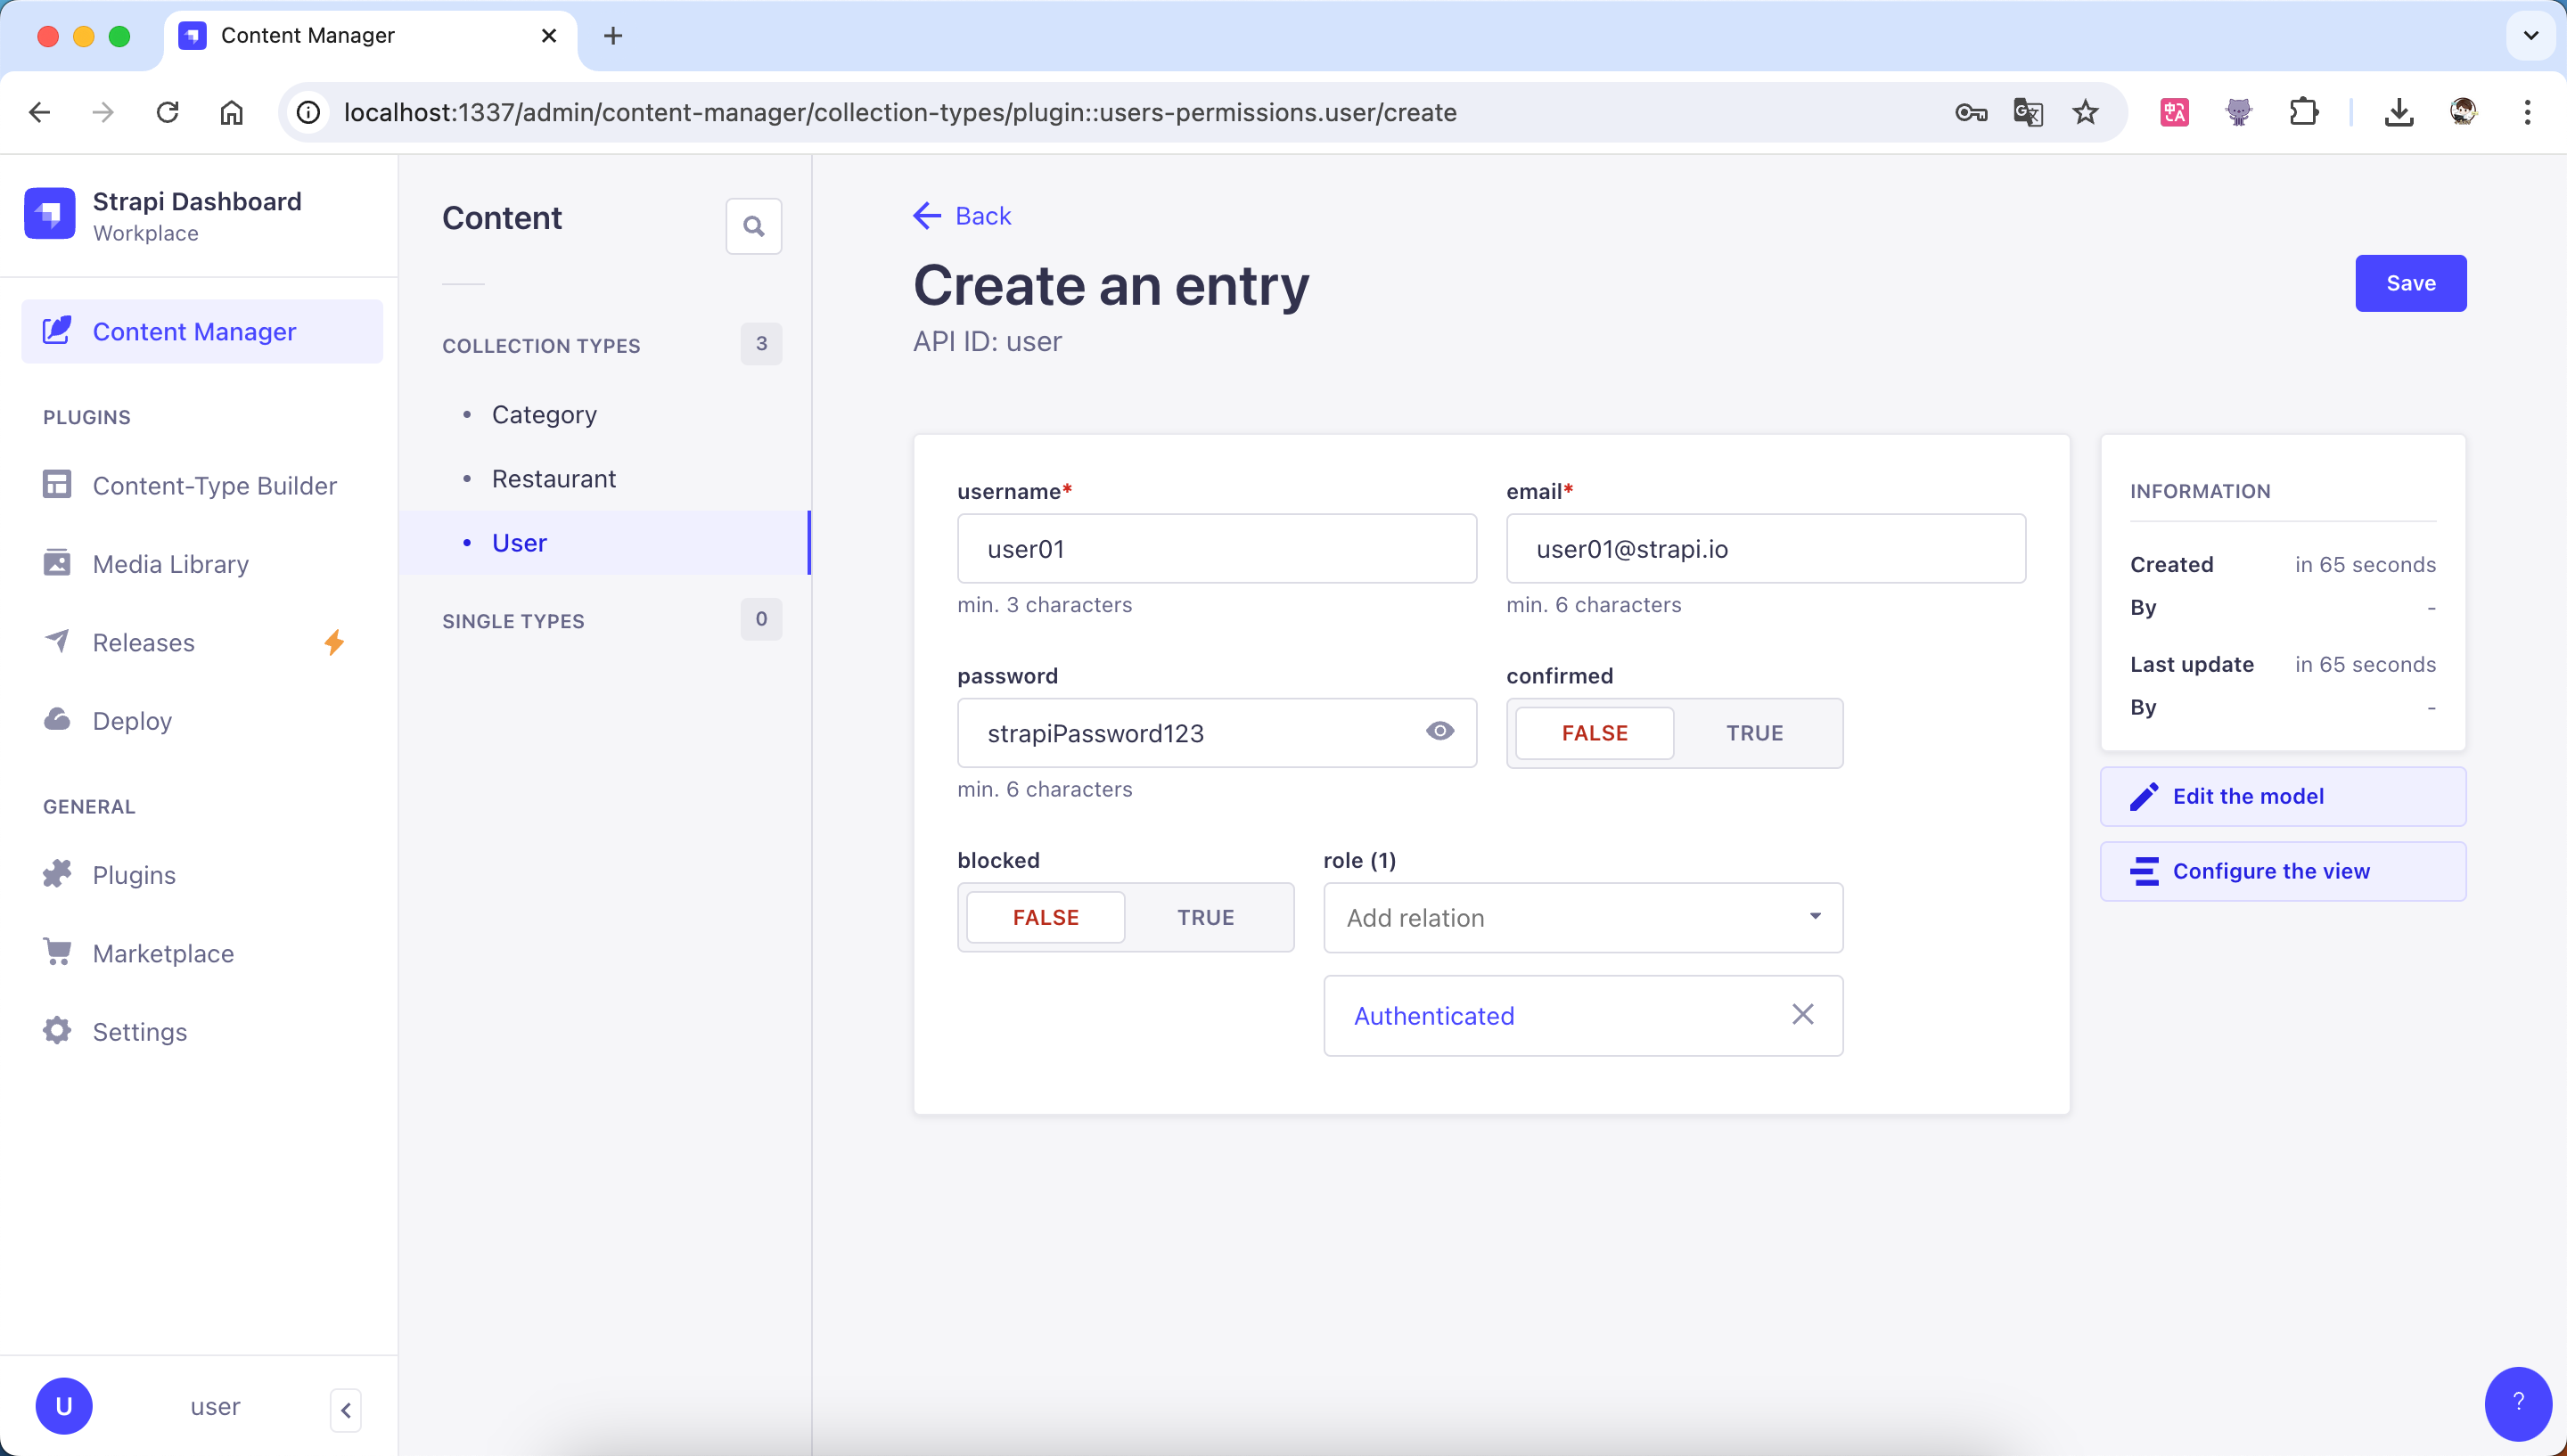 Content Manager
localhost:1337/admin/content-manager/collection-types/plugin::users-permissions.user/create
Strapi Dashboard
Workplace
Content Manager
PLUGINS
Content-Type Builder
Media Library
Releases
Deploy
GENERAL
Plugins
Marketplace
Settings
U user
Content
COLLECTION TYPES 3
Category
Restaurant
User
SINGLE TYPES 0
Back
Create an entry
API ID: user
Save
username* email*
user01 user01@strapi.io
min. 3 characters min. 6 characters
password confirmed
strapiPassword123 FALSE TRUE
min. 6 characters
blocked role (1)
FALSE TRUE Add relation
Authenticated
INFORMATION
Created in 65 seconds
By -
Last update in 65 seconds
By -
Edit the model
Configure the view
?